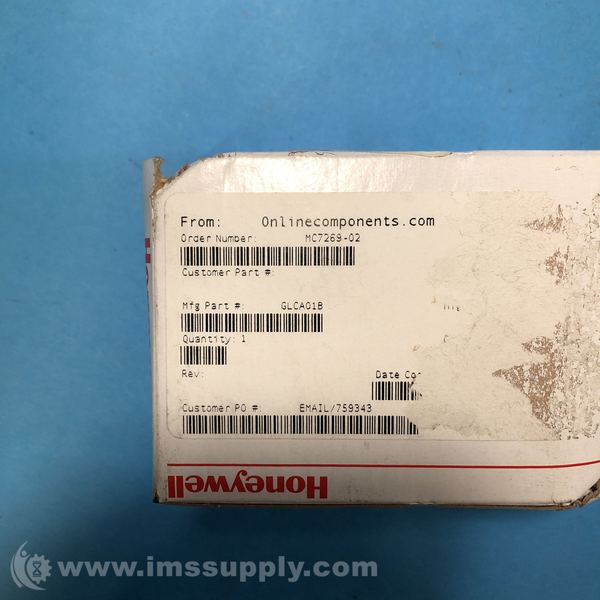 From: Onlinecomponents.com
Order Number: MC7269-02
Customer Part #:
Mfg Part #: GLCA01B
Quantity: 1
Rev: Date Co
Customer PO #: EMAIL/759343
Honeywell
www.imssupply.com